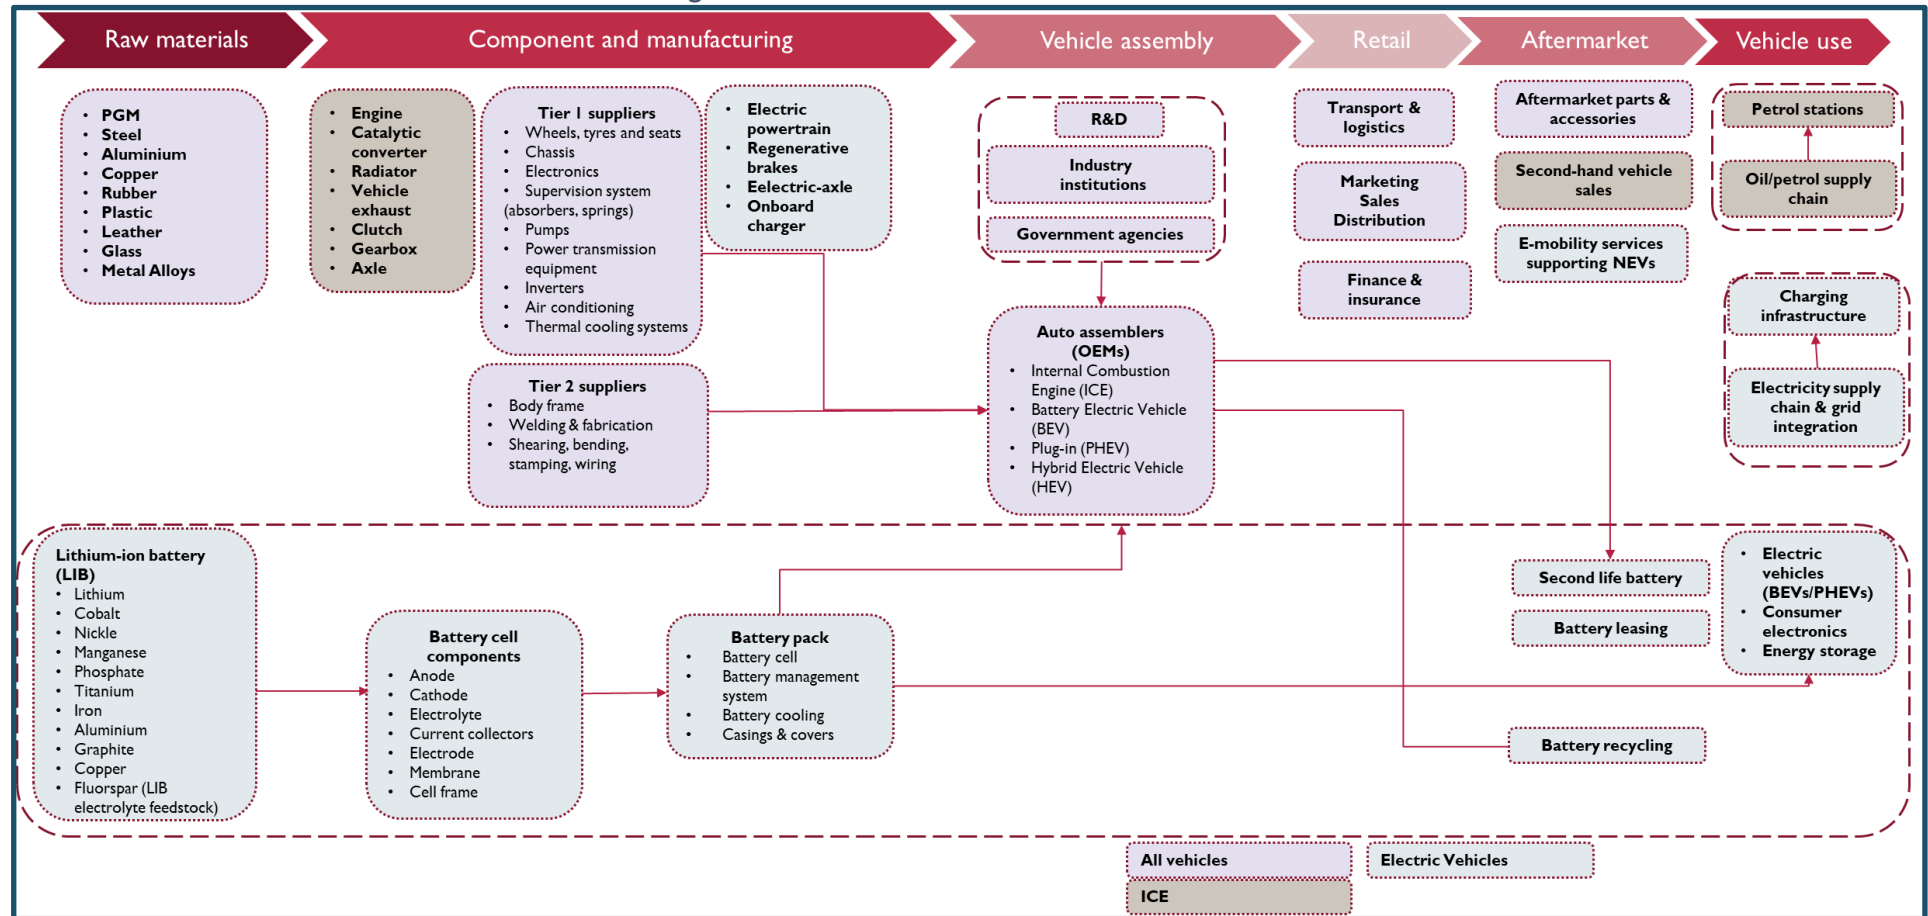 Raw materials
Component and manufacturing
Vehicle assembly
Retail
Aftermarket
Vehicle use
• PGM
• Steel
• Aluminium
• Copper
• Rubber
• Plastic
• Leather
• Glass
• Metal Alloys
• Engine
• Catalytic
converter
• Radiator
• Vehicle
exhaust
• Clutch
• Gearbox
• Axle
Tier 1 suppliers
• Wheels, tyres and seats
• Chassis
• Electronics
• Supervision system
(absorbers, springs)
• Pumps
• Power transmission
equipment
• Inverters
• Air conditioning
• Thermal cooling systems
• Electric
powertrain
• Regenerative
brakes
• Eelectric-axle
• Onboard
charger
Tier 2 suppliers
• Body frame
• Welding & fabrication
• Shearing, bending,
stamping, wiring
R&D
Industry
institutions
Government agencies
Auto assemblers
(OEMs)
• Internal Combustion
Engine (ICE)
• Battery Electric Vehicle
(BEV)
• Plug-in (PHEV)
• Hybrid Electric Vehicle
(HEV)
Transport &
logistics
Marketing
Sales
Distribution
Finance &
insurance
Aftermarket parts &
accessories
Second-hand vehicle
sales
E-mobility services
supporting NEVs
Petrol stations
Oil/petrol supply
chain
Charging
infrastructure
Electricity supply
chain & grid
integration
Lithium-ion battery
(LIB)
• Lithium
• Cobalt
• Nickle
• Manganese
• Phosphate
• Titanium
• Iron
• Aluminium
• Graphite
• Copper
• Fluorspar (LIB
electrolyte feedstock)
Battery cell
components
• Anode
• Cathode
• Electrolyte
• Current collectors
• Electrode
• Membrane
• Cell frame
Battery pack
• Battery cell
• Battery management
system
• Battery cooling
• Casings & covers
Second life battery
Battery leasing
Battery recycling
• Electric
vehicles
(BEVs/PHEVs)
• Consumer
electronics
• Energy storage
All vehicles
Electric Vehicles
ICE